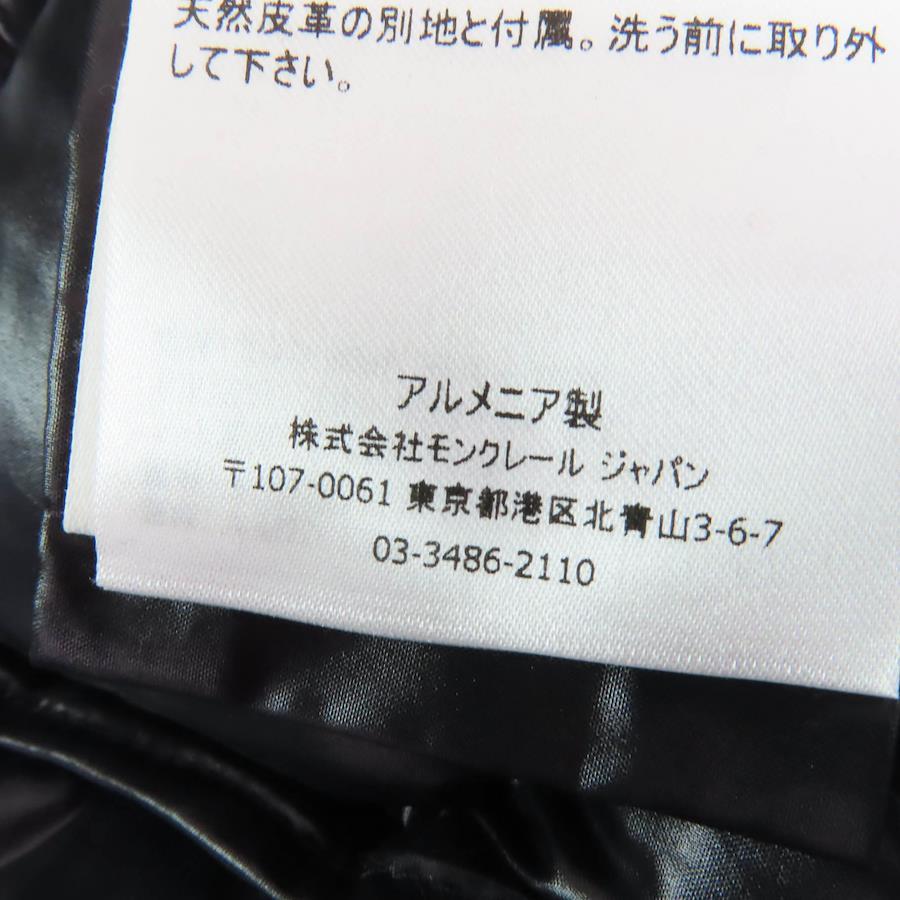 天然皮革の別地と付属。洗う前に取り外
して下さい。
アルメニア製
株式会社モンクレール ジャパン
〒107-0061 東京都港区北青山3-6-7
03-3486-2110